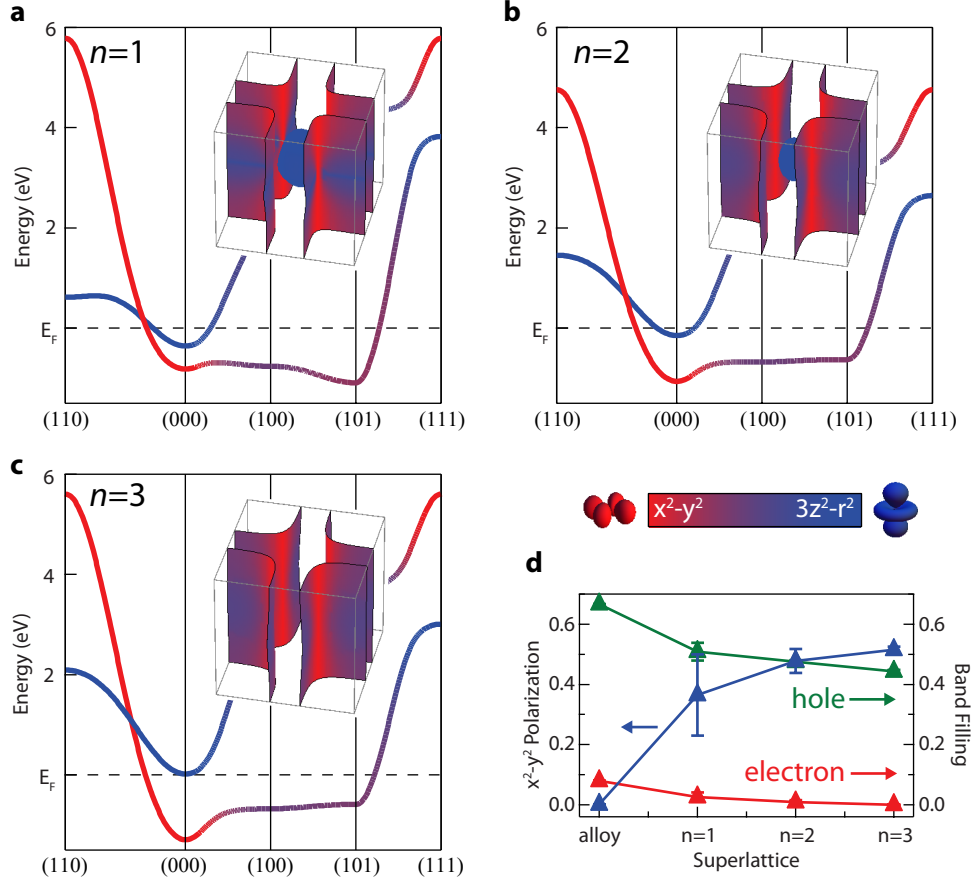 a
n=1
6
4
2
E_F
Energy (eV)
(110) (000) (100) (101) (111)
b
n=2
6
4
2
E_F
Energy (eV)
(110) (000) (100) (101) (111)
c
n=3
6
4
2
E_F
Energy (eV)
(110) (000) (100) (101) (111)
x²-y² 3z²-r²
d
0.6 0.6
0.4 0.4
0.2 0.2
0.0 0.0
x²-y² Polarization
Band Filling
hole
electron
alloy n=1 n=2 n=3
Superlattice